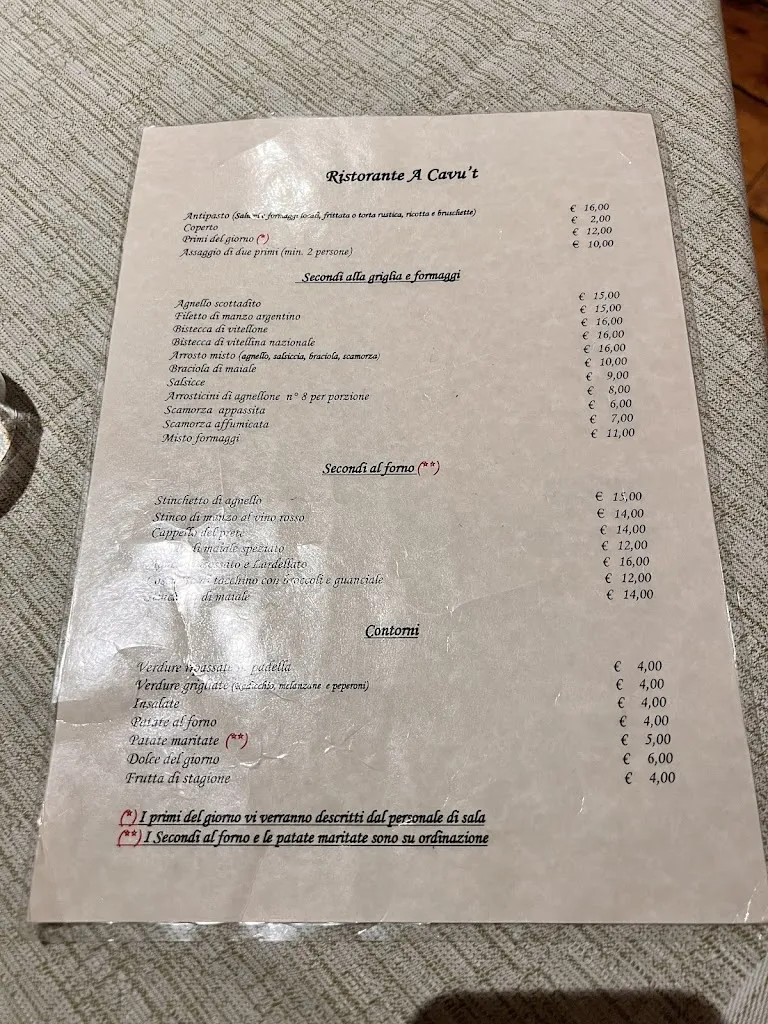 Ristorante A Cavu't
Antipasto (Salumi e formaggi locali, frittata o torta rustica, ricotta e bruschette) € 16,00
Coperto € 2,00
Primi del giorno (*) € 12,00
Assaggio di due primi (min. 2 persone) € 10,00
Secondi alla griglia e formaggi
Agnello scottadito € 15,00
Filetto di manzo argentino € 15,00
Bistecca di vitellone € 16,00
Bistecca di vitellina nazionale € 16,00
Arrosto misto (agnello, salsiccia, braciola, scamorza) € 16,00
Braciola di maiale € 10,00
Salsicce € 9,00
Arrosticini di agnellone n° 8 per porzione € 8,00
Scamorza appassita € 6,00
Scamorza affumicata € 7,00
Misto formaggi € 11,00
Secondi al forno (**)
Stinchetto di agnello € 15,00
Stinco di manzo al vino rosso € 14,00
Cappello del prete € 14,00
di maiale speziato € 12,00
e Lardellato € 16,00
tacchino con broccoli e guanciale € 12,00
di maiale € 14,00
Contorni
Verdure padella € 4,00
Verdure grigliate (radicchio, melanzane e peperoni) € 4,00
Insalate € 4,00
Patate al forno € 4,00
Patate maritate (**) € 5,00
Dolce del giorno € 6,00
Frutta di stagione € 4,00
(*) I primi del giorno vi verranno descritti dal personale di sala
(**) I Secondi al forno e le patate maritate sono su ordinazione